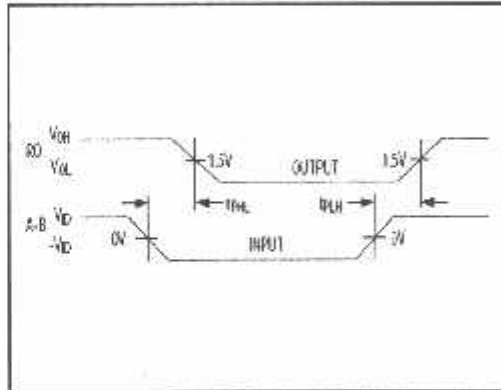 RO VOH
VOL
1.5V
OUTPUT
1.5V
tPHL
tPLH
A-B VID
-VID
0V
INPUT
0V